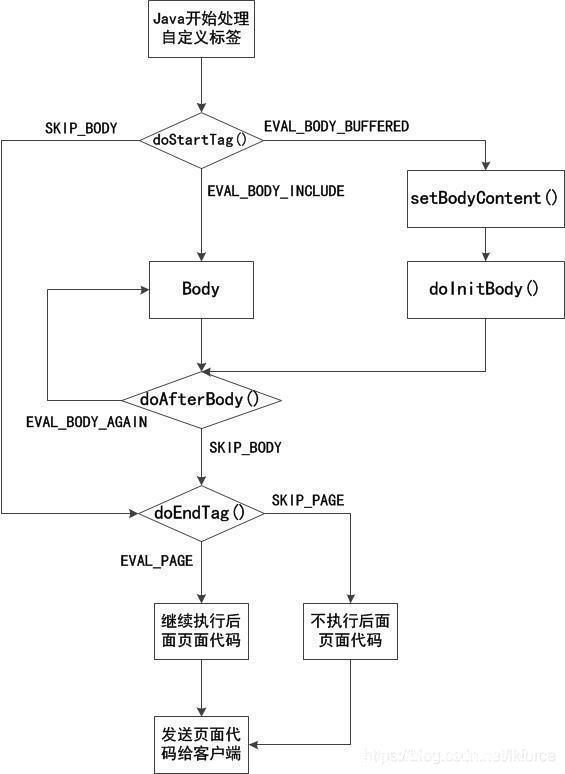 Java开始处理
自定义标签
SKIP_BODY
doStartTag()
EVAL_BODY_BUFFERED
EVAL_BODY_INCLUDE
setBodyContent()
Body
doInitBody()
doAfterBody()
EVAL_BODY_AGAIN
SKIP_BODY
doEndTag()
SKIP_PAGE
EVAL_PAGE
继续执行后
面页面代码
不执行后面
页面代码
发送页面代
码给客户端
https://blog.csdn.net/lkforce